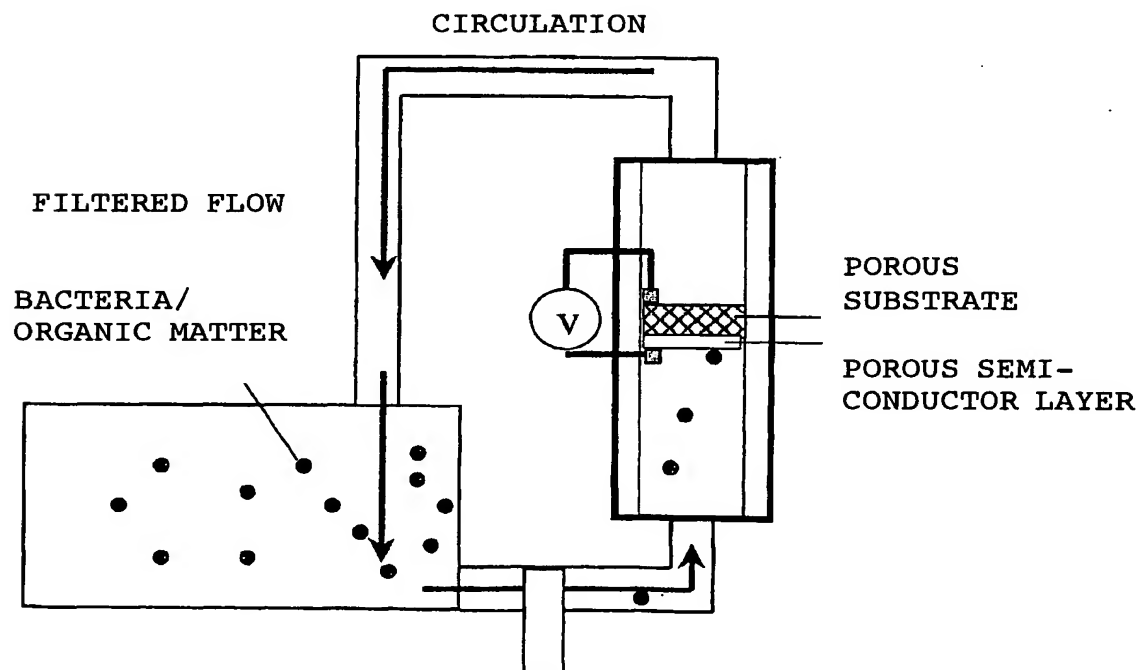 CIRCULATION
FILTERED FLOW
BACTERIA/
ORGANIC MATTER
V
POROUS
SUBSTRATE
POROUS SEMI-
CONDUCTOR LAYER